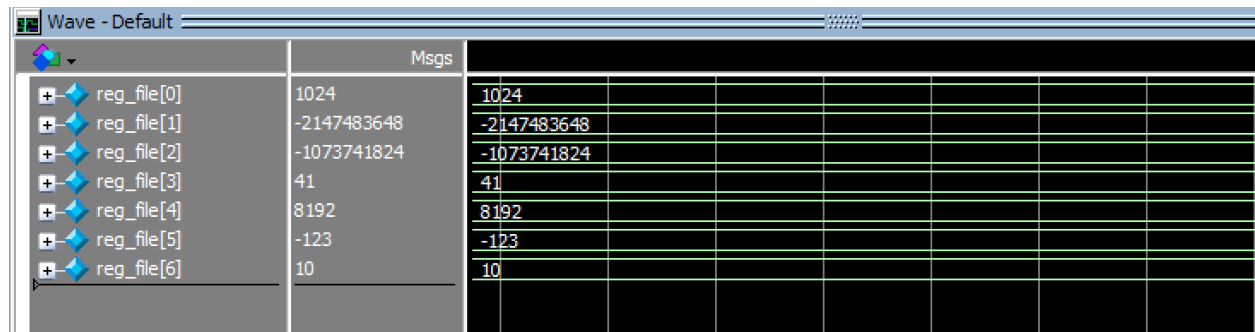 Wave - Default
Msgs
reg_file[0] 1024 1024
reg_file[1] -2147483648 -2147483648
reg_file[2] -1073741824 -1073741824
reg_file[3] 41 41
reg_file[4] 8192 8192
reg_file[5] -123 -123
reg_file[6] 10 10